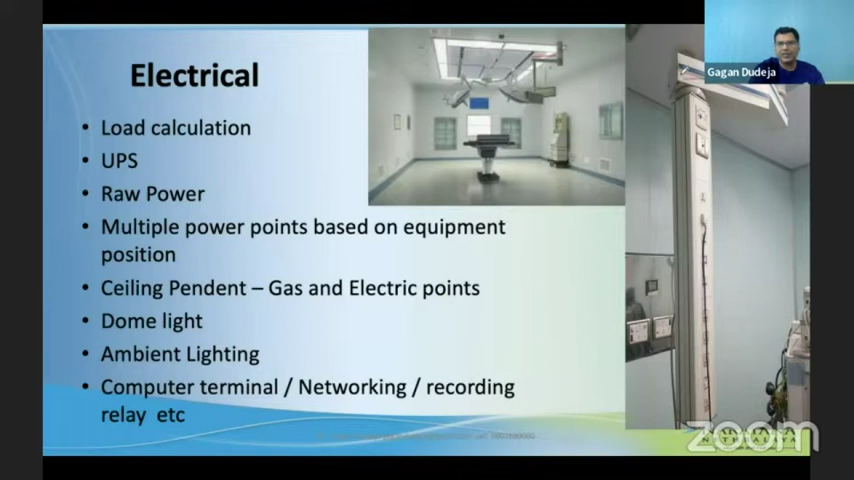 Electrical
Gagan Dudeja
• Load calculation
• UPS
• Raw Power
• Multiple power points based on equipment
position
• Ceiling Pendent – Gas and Electric points
• Dome light
• Ambient Lighting
• Computer terminal / Networking / recording
relay etc
zoom